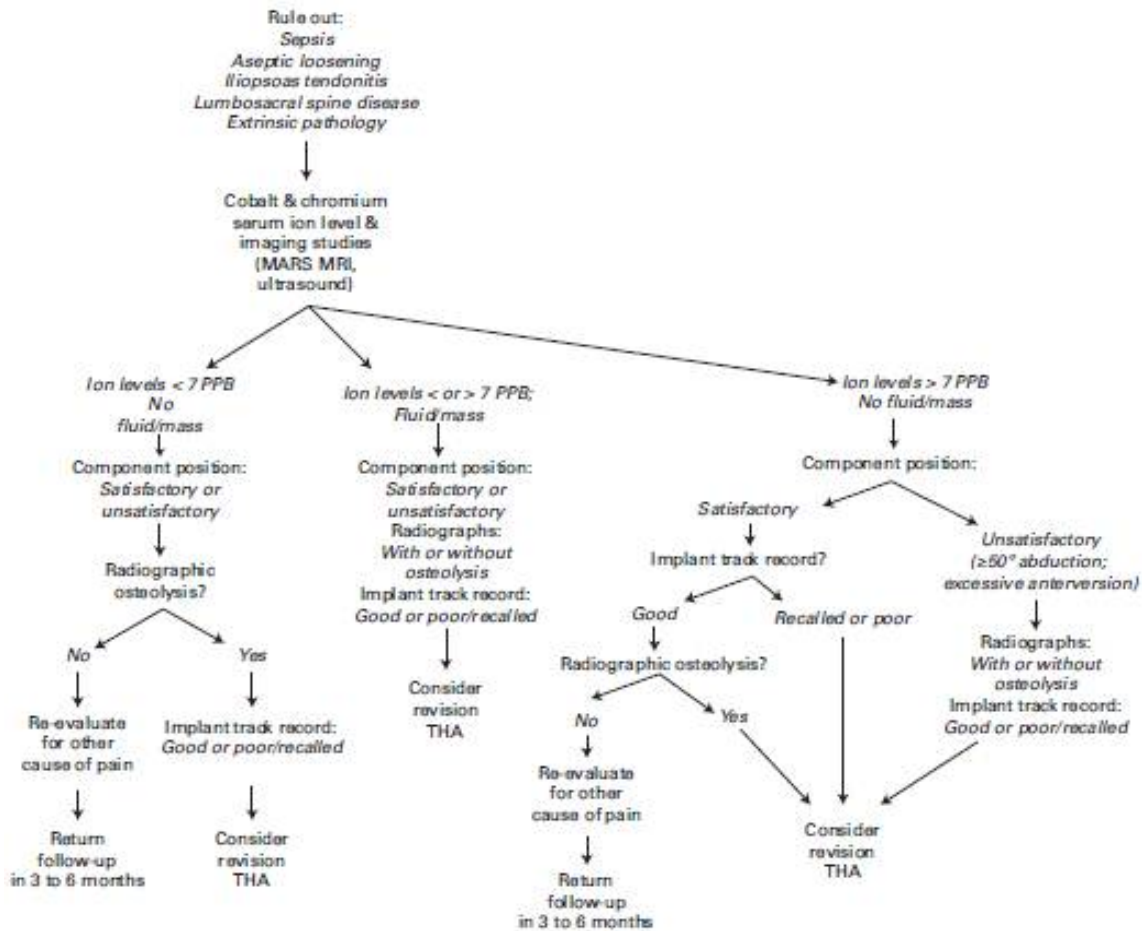 Rule out:
Sepsis
Aseptic loosening
Iliopsoas tendonitis
Lumbosacral spine disease
Extrinsic pathology
Cobalt & chromium
serum ion level &
imaging studies
(MARS MRI,
ultrasound)
Ion levels < 7 PPB
No
fluid/mass
Component position:
Satisfactory or
unsatisfactory
Radiographic
osteolysis?
No
Yes
Re-evaluate
for other
cause of pain
Return
follow-up
in 3 to 6 months
Implant track record:
Good or poor/recalled
Consider
revision
THA
Ion levels < or > 7 PPB;
Fluid/mass
Component position:
Satisfactory or
unsatisfactory
Radiographs:
With or without
osteolysis
Implant track record:
Good or poor/recalled
Consider
revision
THA
Ion levels > 7 PPB
No fluid/mass
Component position:
Satisfactory
Implant track record?
Good
Recalled or poor
Radiographic osteolysis?
No
Yes
Re-evaluate
for other
cause of pain
Return
follow-up
in 3 to 6 months
Unsatisfactory
(≥50° abduction;
excessive anterversion)
Radiographs:
With or without
osteolysis
Implant track record:
Good or poor/recalled
Consider
revision
THA